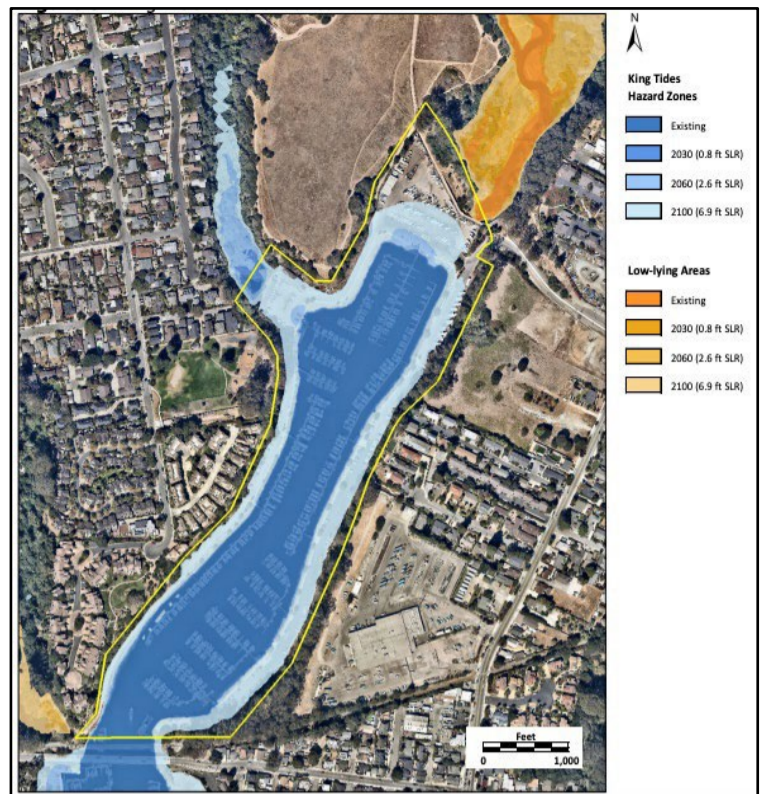 N
King Tides
Hazard Zones
Existing
2030 (0.8 ft SLR)
2060 (2.6 ft SLR)
2100 (6.9 ft SLR)
Low-lying Areas
Existing
2030 (0.8 ft SLR)
2060 (2.6 ft SLR)
2100 (6.9 ft SLR)
Feet
0 1,000